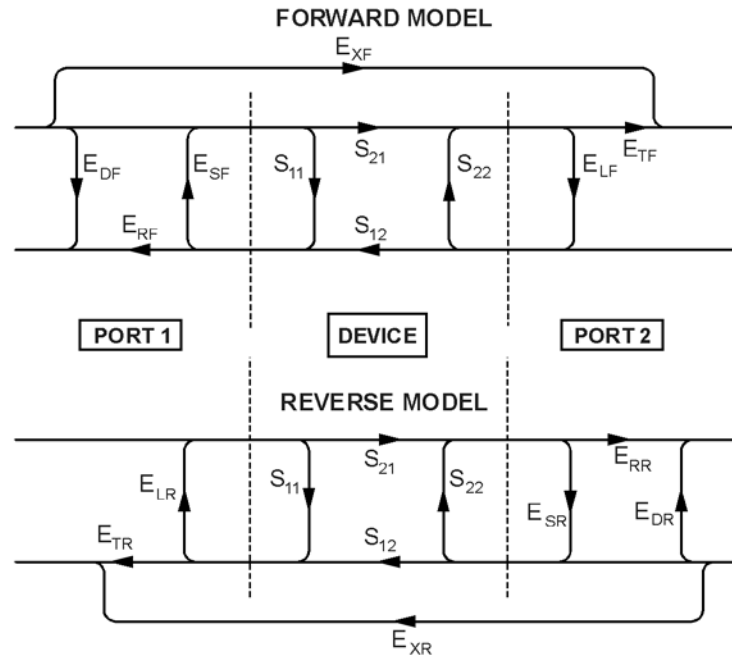 FORWARD MODEL
E_XF
E_DF E_SF S_11 S_21 S_22 E_LF E_TF
E_RF S_12
PORT 1 DEVICE PORT 2
REVERSE MODEL
E_LR S_11 S_21 S_22 E_SR E_RR E_DR
E_TR S_12
E_XR